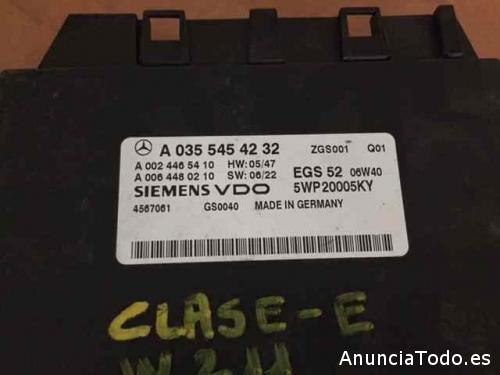 A 035 545 42 32 ZGS001 Q01
A 002 446 54 10 HW: 05/47 EGS 52 06W40
A 006 448 02 10 SW: 06/22 5WP20005KY
SIEMENS VDO
4567061 GS0040 MADE IN GERMANY
CLASE-E
W211
AnunciaTodo.es